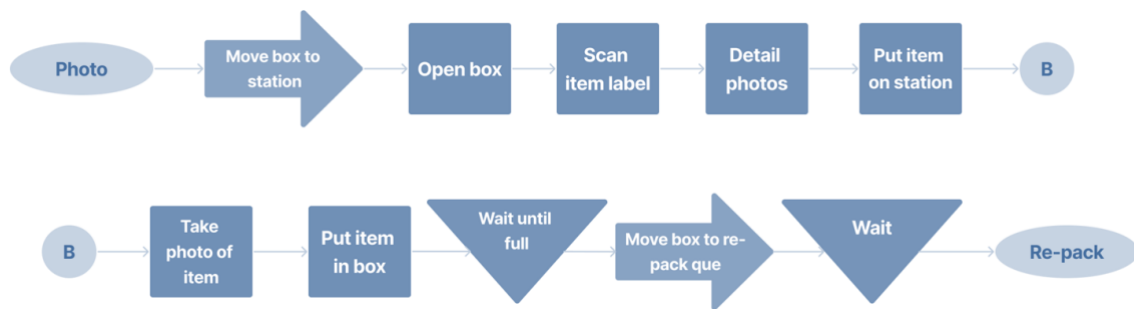 Photo
Move box to
station
Open box
Scan
item label
Detail
photos
Put item
on station
B
B
Take
photo of
item
Put item
in box
Wait until
full
Move box to re-
pack que
Wait
Re-pack